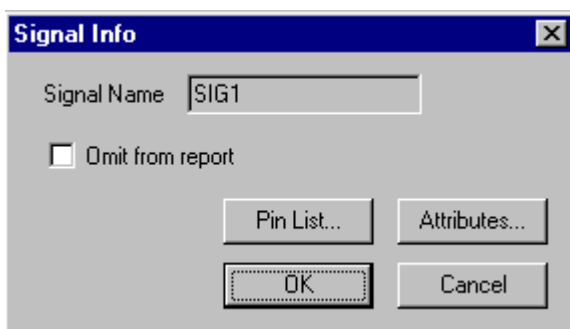 Signal Info
Signal Name SIG1
Omit from report
Pin List... Attributes...
OK Cancel